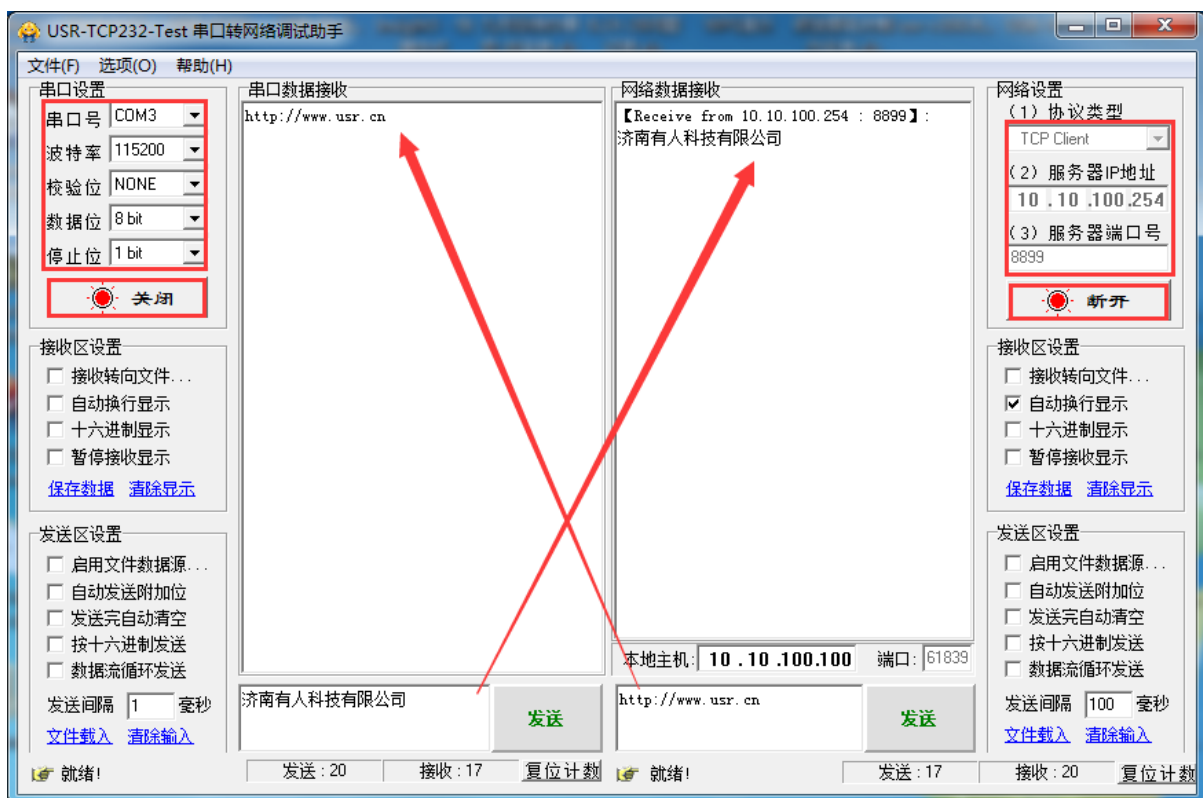 USR-TCP232-Test 串口转网络调试助手
文件(F) 选项(O) 帮助(H)
串口设置
串口号 COM3
波特率 115200
校验位 NONE
数据位 8 bit
停止位 1 bit
关闭
接收区设置
接收转向文件...
自动换行显示
十六进制显示
暂停接收显示
保存数据 清除显示
发送区设置
启用文件数据源...
自动发送附加位
发送完自动清空
按十六进制发送
数据流循环发送
发送间隔 1 毫秒
文件载入 清除输入
就绪!
串口数据接收
http://www.usr.cn
济南有人科技有限公司
发送
发送 : 20 接收 : 17 复位计数
网络数据接收
【Receive from 10.10.100.254 : 8899】:
济南有人科技有限公司
本地主机: 10 . 10 .100.100 端口: 61839
http://www.usr.cn
发送
就绪!
发送 : 17 接收 : 20 复位计数
网络设置
(1) 协议类型
TCP Client
(2) 服务器IP地址
10 . 10 .100.254
(3) 服务器端口号
8899
断开
接收区设置
接收转向文件...
自动换行显示
十六进制显示
暂停接收显示
保存数据 清除显示
发送区设置
启用文件数据源...
自动发送附加位
发送完自动清空
按十六进制发送
数据流循环发送
发送间隔 100 毫秒
文件载入 清除输入